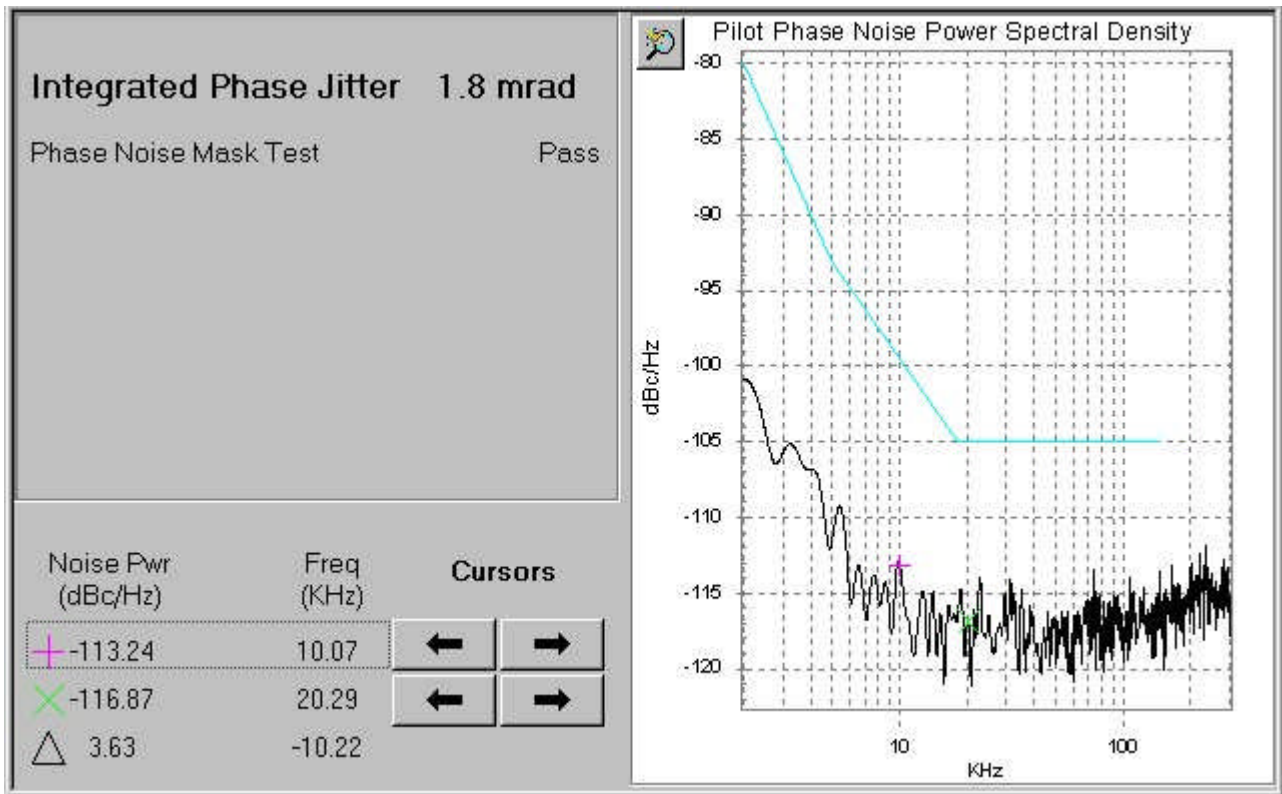 Integrated Phase Jitter 1.8 mrad
Phase Noise Mask Test Pass
Noise Pwr Freq Cursors
(dBc/Hz) (KHz)
-113.24 10.07
-116.87 20.29
3.63 -10.22
Pilot Phase Noise Power Spectral Density
dBc/Hz
-80
-85
-90
-95
-100
-105
-110
-115
-120
10 100
KHz